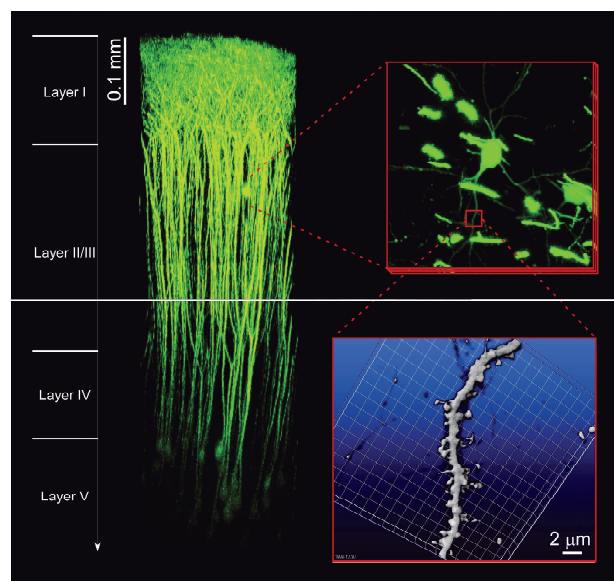 Layer I
0.1 mm
Layer II/III
Layer IV
Layer V
2 μm